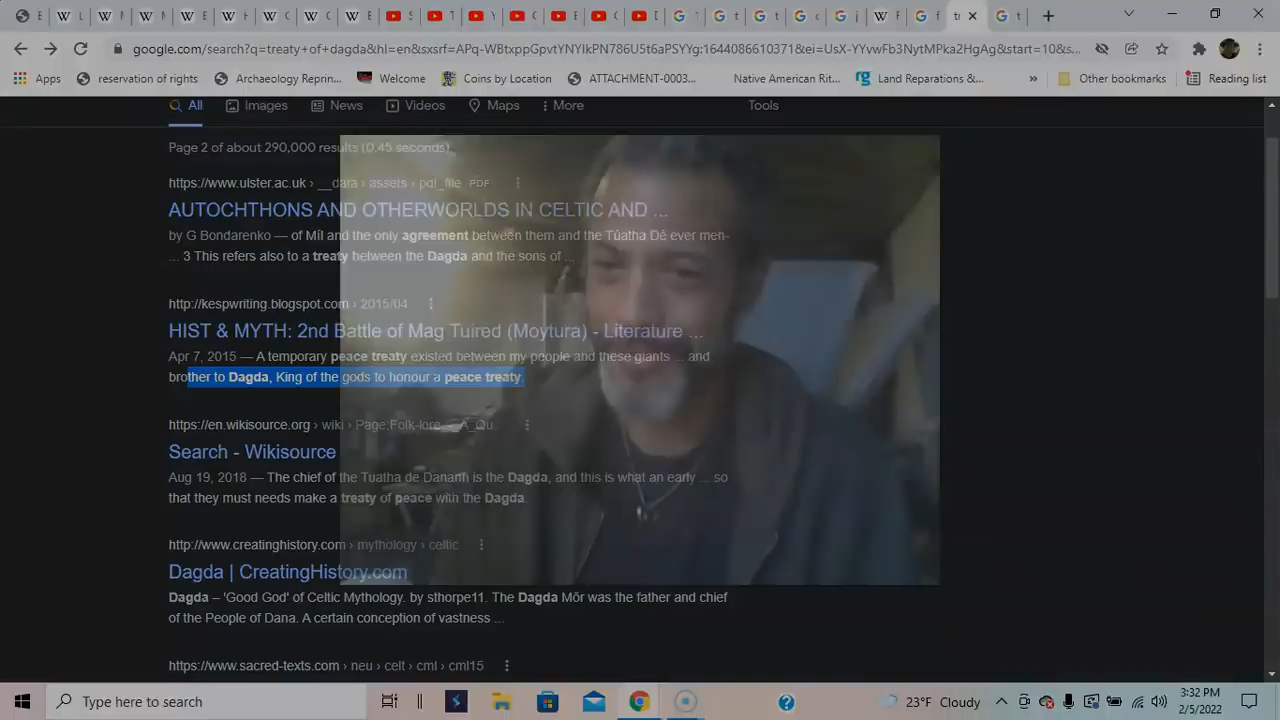 google.com/search?q=treaty+of+dagda&hl=en&sxsrf=APq-WBtxppGpvtYNYIkPN786U5t6aPSYYg:1644086610371&ei=UsX-YYvwFb3NytMPka2HgAg&start=10&s...
Apps reservation of rights Archaeology Reprin... Welcome Coins by Location ATTACHMENT-0003... Native American Rit... Land Reparations &... » Other bookmarks Reading list
All Images News Videos Maps More Tools
Page 2 of about 290,000 results (0.45 seconds)
https://www.ulster.ac.uk › __data › assets › pdf_file PDF
AUTOCHTHONS AND OTHERWORLDS IN CELTIC AND ...
by G Bondarenko — of Míl and the only agreement between them and the Túatha Dé ever men-
... 3 This refers also to a treaty between the Dagda and the sons of ...
http://kespwriting.blogspot.com › 2015/04
HIST & MYTH: 2nd Battle of Mag Tuired (Moytura) - Literature ...
Apr 7, 2015 — A temporary peace treaty existed between my people and these giants ... and
brother to Dagda, King of the gods to honour a peace treaty.
https://en.wikisource.org › wiki › Page:Folk-lore_-_A_Qu...
Search - Wikisource
Aug 19, 2018 — The chief of the Tuatha de Danann is the Dagda, and this is what an early ... so
that they must needs make a treaty of peace with the Dagda.
http://www.creatinghistory.com › mythology › celtic
Dagda | CreatingHistory.com
Dagda – 'Good God' of Celtic Mythology. by sthorpe11. The Dagda Mōr was the father and chief
of the People of Dana. A certain conception of vastness ...
https://www.sacred-texts.com › neu › celt › cml › cml15
Type here to search
23°F Cloudy
3:32 PM
2/5/2022